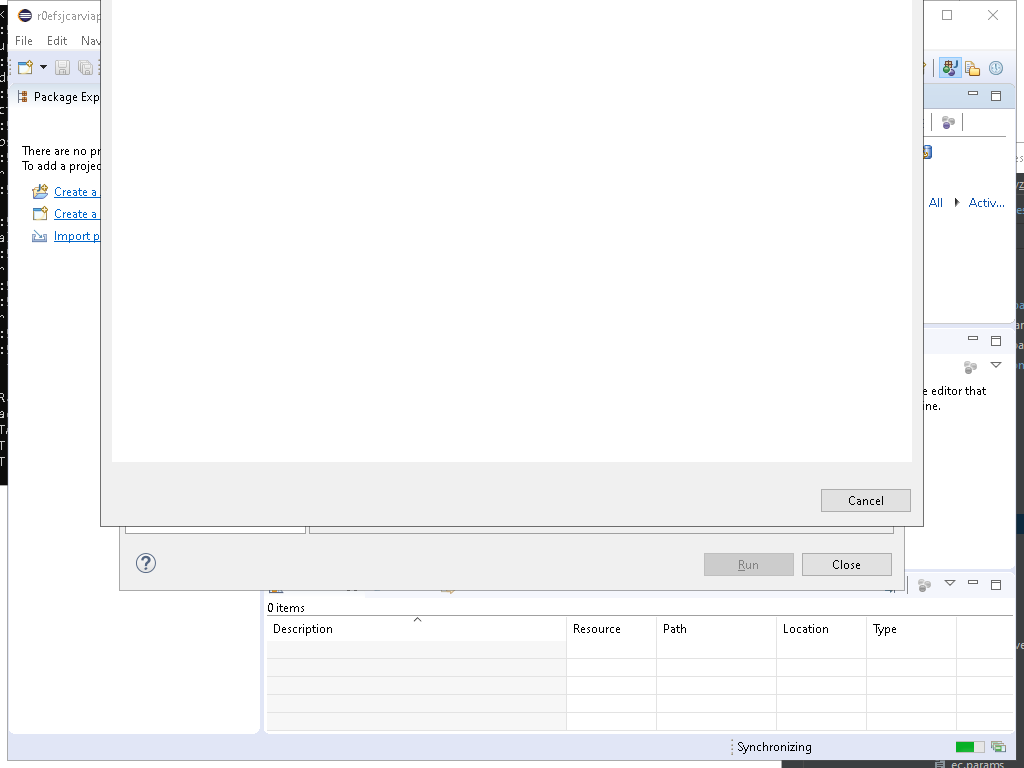 r0efsjcarviap
File Edit Nav
Package Exp
There are no pr
To add a projec
Create a
Create a
Import p
All Activ...
e editor that
ine.
Cancel
Run Close
0 items
Description Resource Path Location Type
Synchronizing
ec.params